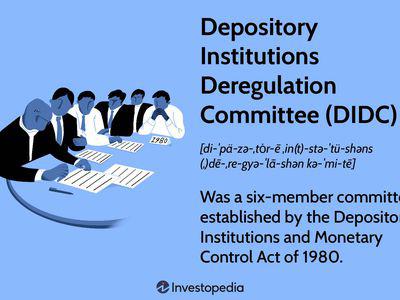 Depository
Institutions
Deregulation
Committee (DIDC)
[di-ˈpä-zə-ˌtȯr-ē ˌin(t)-stə-ˈtü-shəns
(ˌ)dē-ˌre-gyə-ˈlā-shən kə-ˈmi-tē]
Was a six-member committe
established by the Depositor
Institutions and Monetary
Control Act of 1980.
1980
Investopedia